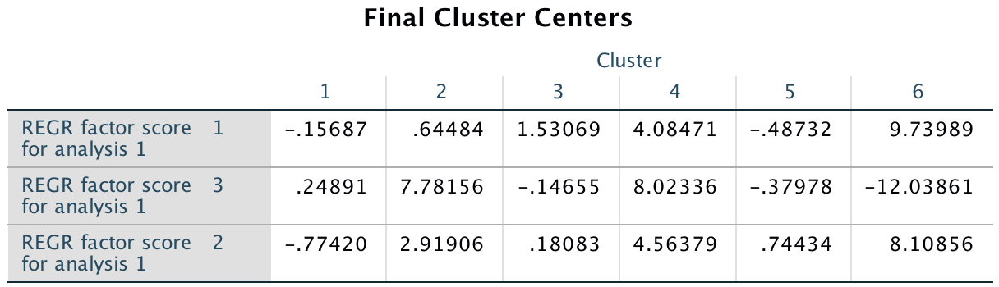 Final Cluster Centers
Cluster
1 2 3 4 5 6
REGR factor score 1 -.15687 .64484 1.53069 4.08471 -.48732 9.73989
for analysis 1
REGR factor score 3 .24891 7.78156 -.14655 8.02336 -.37978 -12.03861
for analysis 1
REGR factor score 2 -.77420 2.91906 .18083 4.56379 .74434 8.10856
for analysis 1